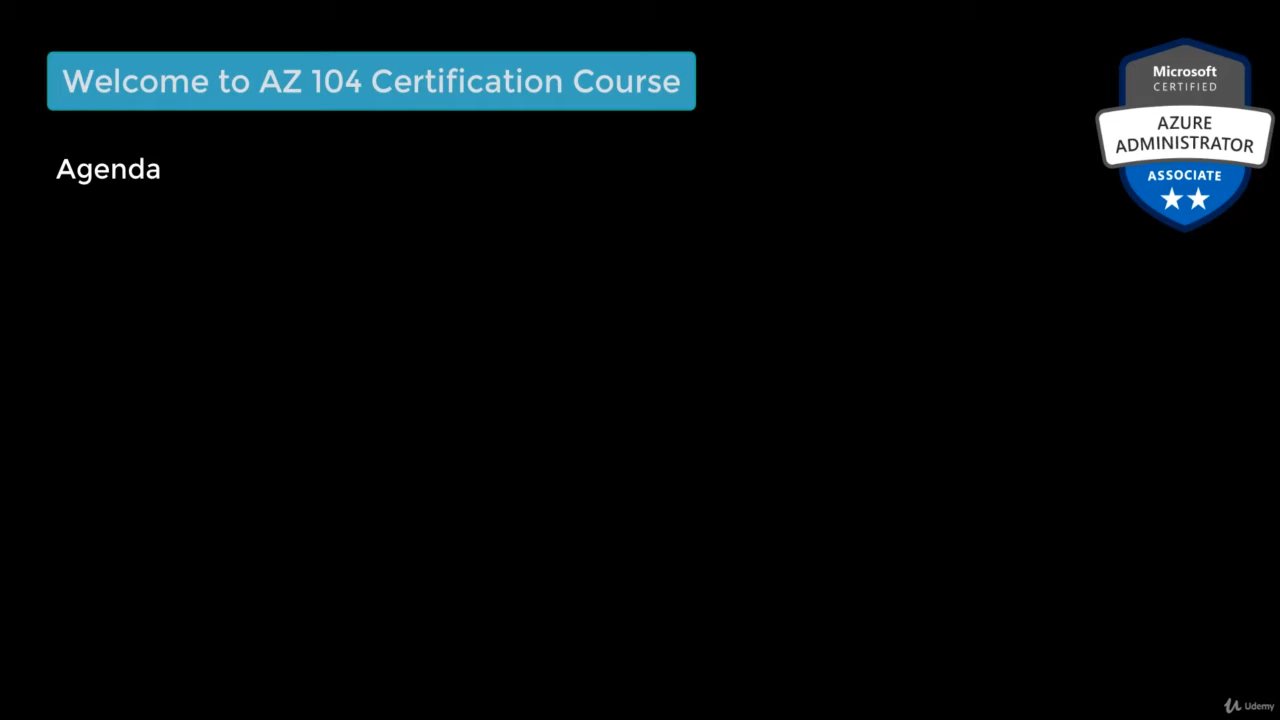 Welcome to AZ 104 Certification Course
Agenda
Microsoft
CERTIFIED
AZURE
ADMINISTRATOR
ASSOCIATE
Udemy